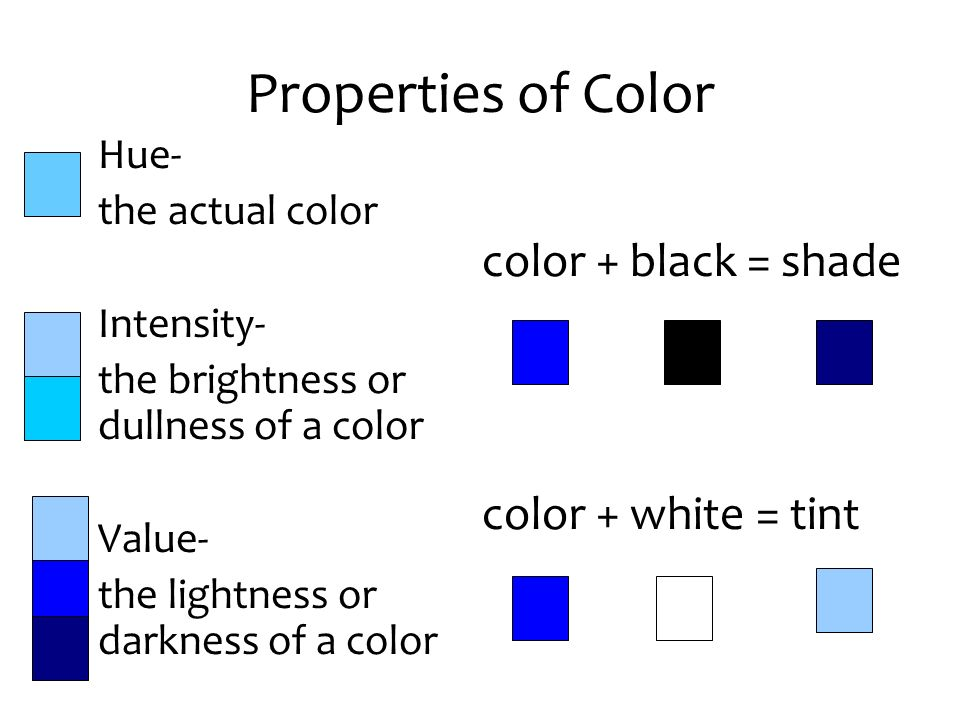 Properties of Color
Hue-
the actual color
Intensity-
the brightness or
dullness of a color
Value-
the lightness or
darkness of a color
color + black = shade
color + white = tint